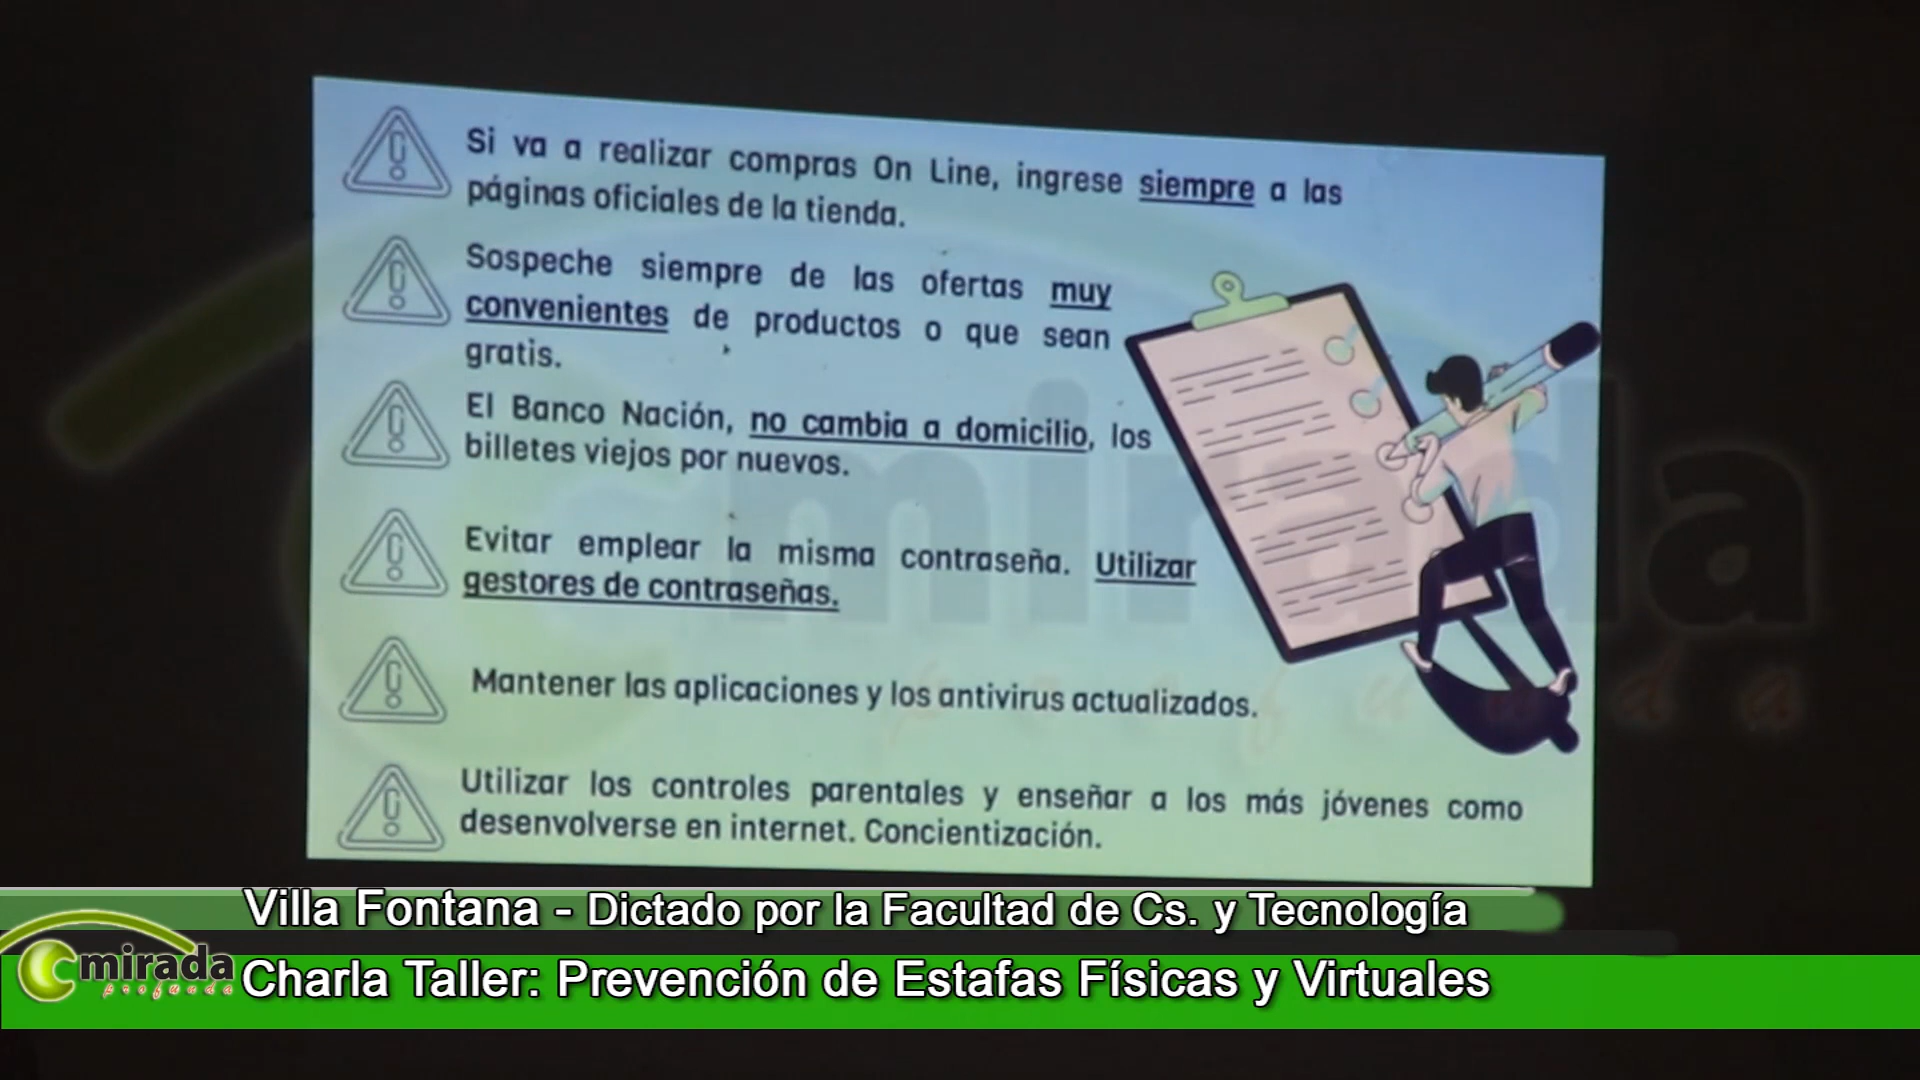 Si va a realizar compras On Line, ingrese siempre a las
páginas oficiales de la tienda.
Sospeche siempre de las ofertas muy
convenientes de productos o que sean
gratis.
El Banco Nación, no cambia a domicilio, los
billetes viejos por nuevos.
Evitar emplear la misma contraseña. Utilizar
gestores de contraseñas.
Mantener las aplicaciones y los antivirus actualizados.
Utilizar los controles parentales y enseñar a los más jóvenes como
desenvolverse en internet. Concientización.
mirada
profunda
Villa Fontana - Dictado por la Facultad de Cs. y Tecnología
mirada
profunda
Charla Taller: Prevención de Estafas Físicas y Virtuales